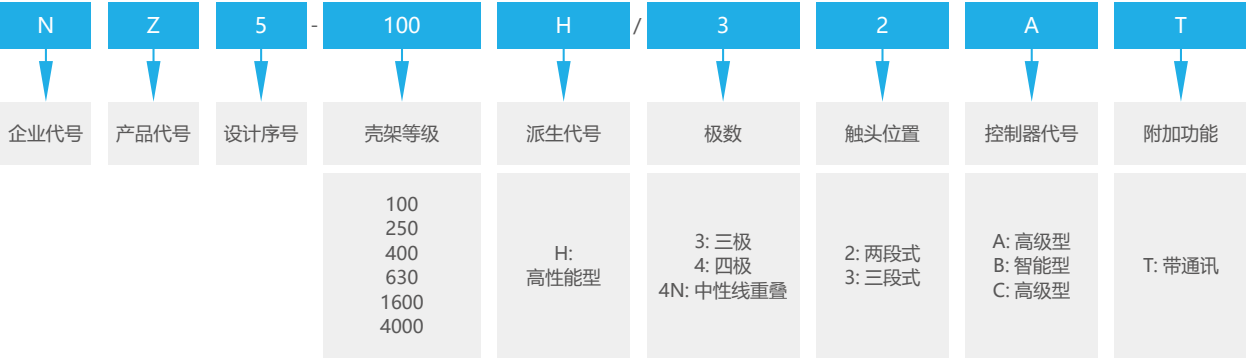 N Z 5 - 100 H / 3 2 A T
企业代号 产品代号 设计序号 壳架等级 派生代号 极数 触头位置 控制器代号 附加功能
100
250
400
630
1600
4000
H:
高性能型
3: 三极
4: 四极
4N: 中性线重叠
2: 两段式
3: 三段式
A: 高级型
B: 智能型
C: 高级型
T: 带通讯